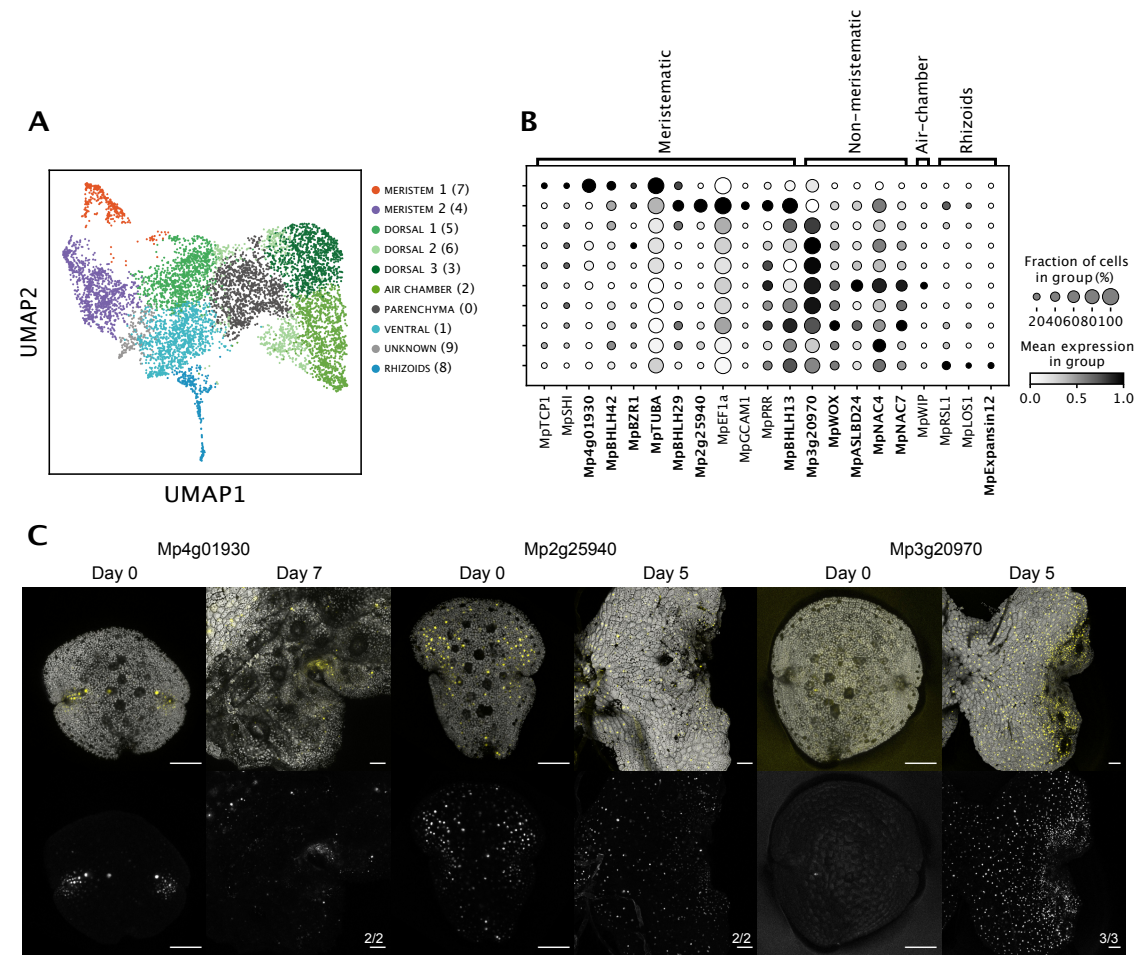 A
UMAP2
UMAP1
MERISTEM 1 (7)
MERISTEM 2 (4)
DORSAL 1 (5)
DORSAL 2 (6)
DORSAL 3 (3)
AIR CHAMBER (2)
PARENCHYMA (0)
VENTRAL (1)
UNKNOWN (9)
RHIZOIDS (8)
B
Meristematic
Non-meristematic
Air-chamber
Rhizoids
MpTCP1
MpSHI
Mp4g01930
MpBHLH42
MpBZR1
MpTUBA
MpBHLH29
Mp2g25940
MpEF1a
MpGCAM1
MpPRR
MpBHLH13
Mp3g20970
MpWOX
MpASLBD24
MpNAC4
MpNAC7
MpWIP
MpRSL1
MpLOS1
MpExpansin12
Fraction of cells
in group (%)
20406080100
Mean expression
in group
0.0 0.5 1.0
C
Mp4g01930 Mp2g25940 Mp3g20970
Day 0 Day 7 Day 0 Day 5 Day 0 Day 5
2/2 2/2 3/3